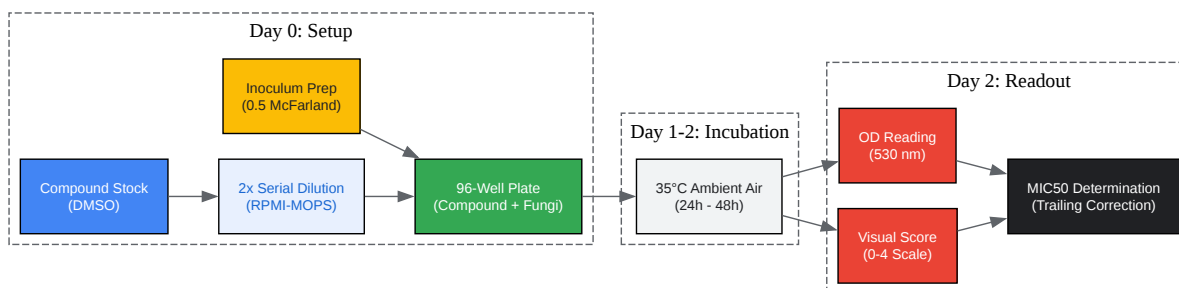 Day 0: Setup
Inoculum Prep
(0.5 McFarland)
Compound Stock
(DMSO)
2x Serial Dilution
(RPMI-MOPS)
96-Well Plate
(Compound + Fungi)
Day 1-2: Incubation
35°C Ambient Air
(24h - 48h)
Day 2: Readout
OD Reading
(530 nm)
Visual Score
(0-4 Scale)
MIC50 Determination
(Trailing Correction)